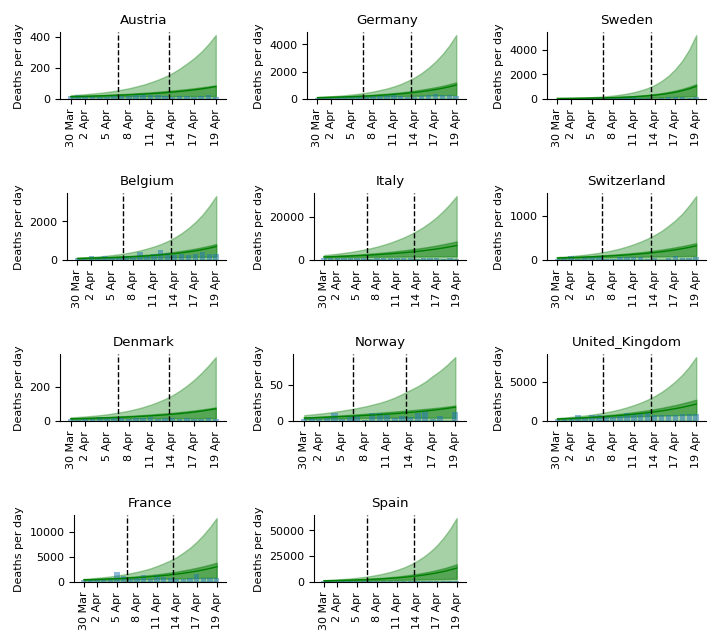 Austria
Deaths per day
400
200
0
30 Mar
2 Apr
5 Apr
8 Apr
11 Apr
14 Apr
17 Apr
19 Apr
Germany
Deaths per day
4000
2000
0
30 Mar
2 Apr
5 Apr
8 Apr
11 Apr
14 Apr
17 Apr
19 Apr
Sweden
Deaths per day
4000
2000
0
30 Mar
2 Apr
5 Apr
8 Apr
11 Apr
14 Apr
17 Apr
19 Apr
Belgium
Deaths per day
2000
0
30 Mar
2 Apr
5 Apr
8 Apr
11 Apr
14 Apr
17 Apr
19 Apr
Italy
Deaths per day
20000
0
30 Mar
2 Apr
5 Apr
8 Apr
11 Apr
14 Apr
17 Apr
19 Apr
Switzerland
Deaths per day
1000
0
30 Mar
2 Apr
5 Apr
8 Apr
11 Apr
14 Apr
17 Apr
19 Apr
Denmark
Deaths per day
200
0
30 Mar
2 Apr
5 Apr
8 Apr
11 Apr
14 Apr
17 Apr
19 Apr
Norway
Deaths per day
50
0
30 Mar
2 Apr
5 Apr
8 Apr
11 Apr
14 Apr
17 Apr
19 Apr
United_Kingdom
Deaths per day
5000
0
30 Mar
2 Apr
5 Apr
8 Apr
11 Apr
14 Apr
17 Apr
19 Apr
France
Deaths per day
10000
5000
0
30 Mar
2 Apr
5 Apr
8 Apr
11 Apr
14 Apr
17 Apr
19 Apr
Spain
Deaths per day
50000
25000
0
30 Mar
2 Apr
5 Apr
8 Apr
11 Apr
14 Apr
17 Apr
19 Apr